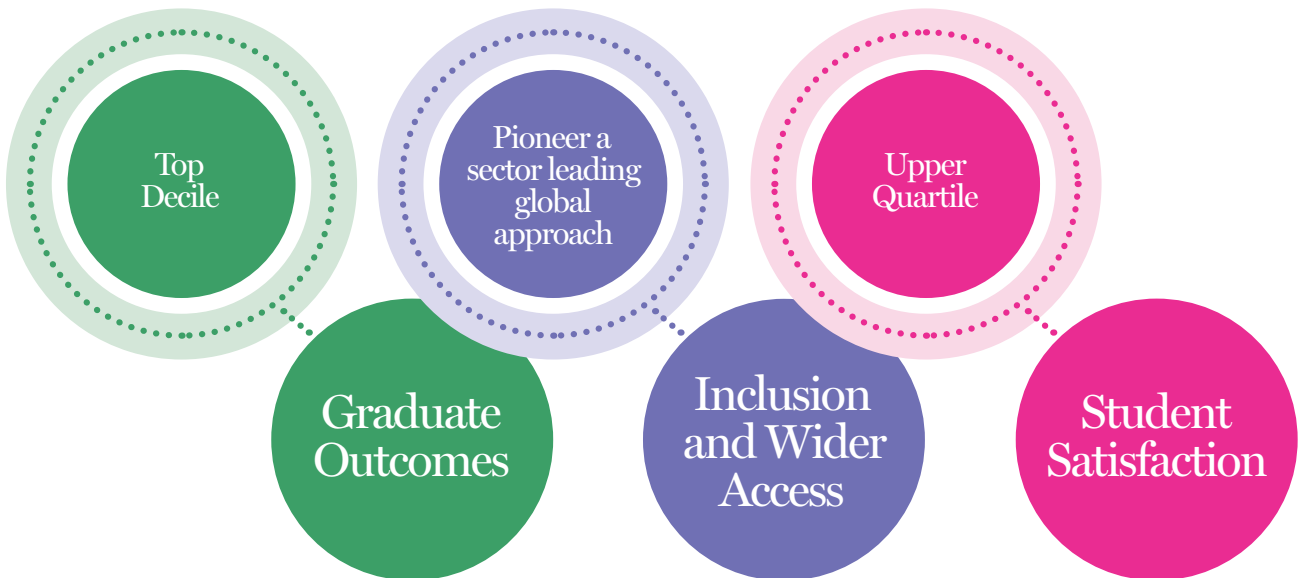 Top
Decile
Pioneer a
sector leading
global
approach
Upper
Quartile
Graduate
Outcomes
Inclusion
and Wider
Access
Student
Satisfaction